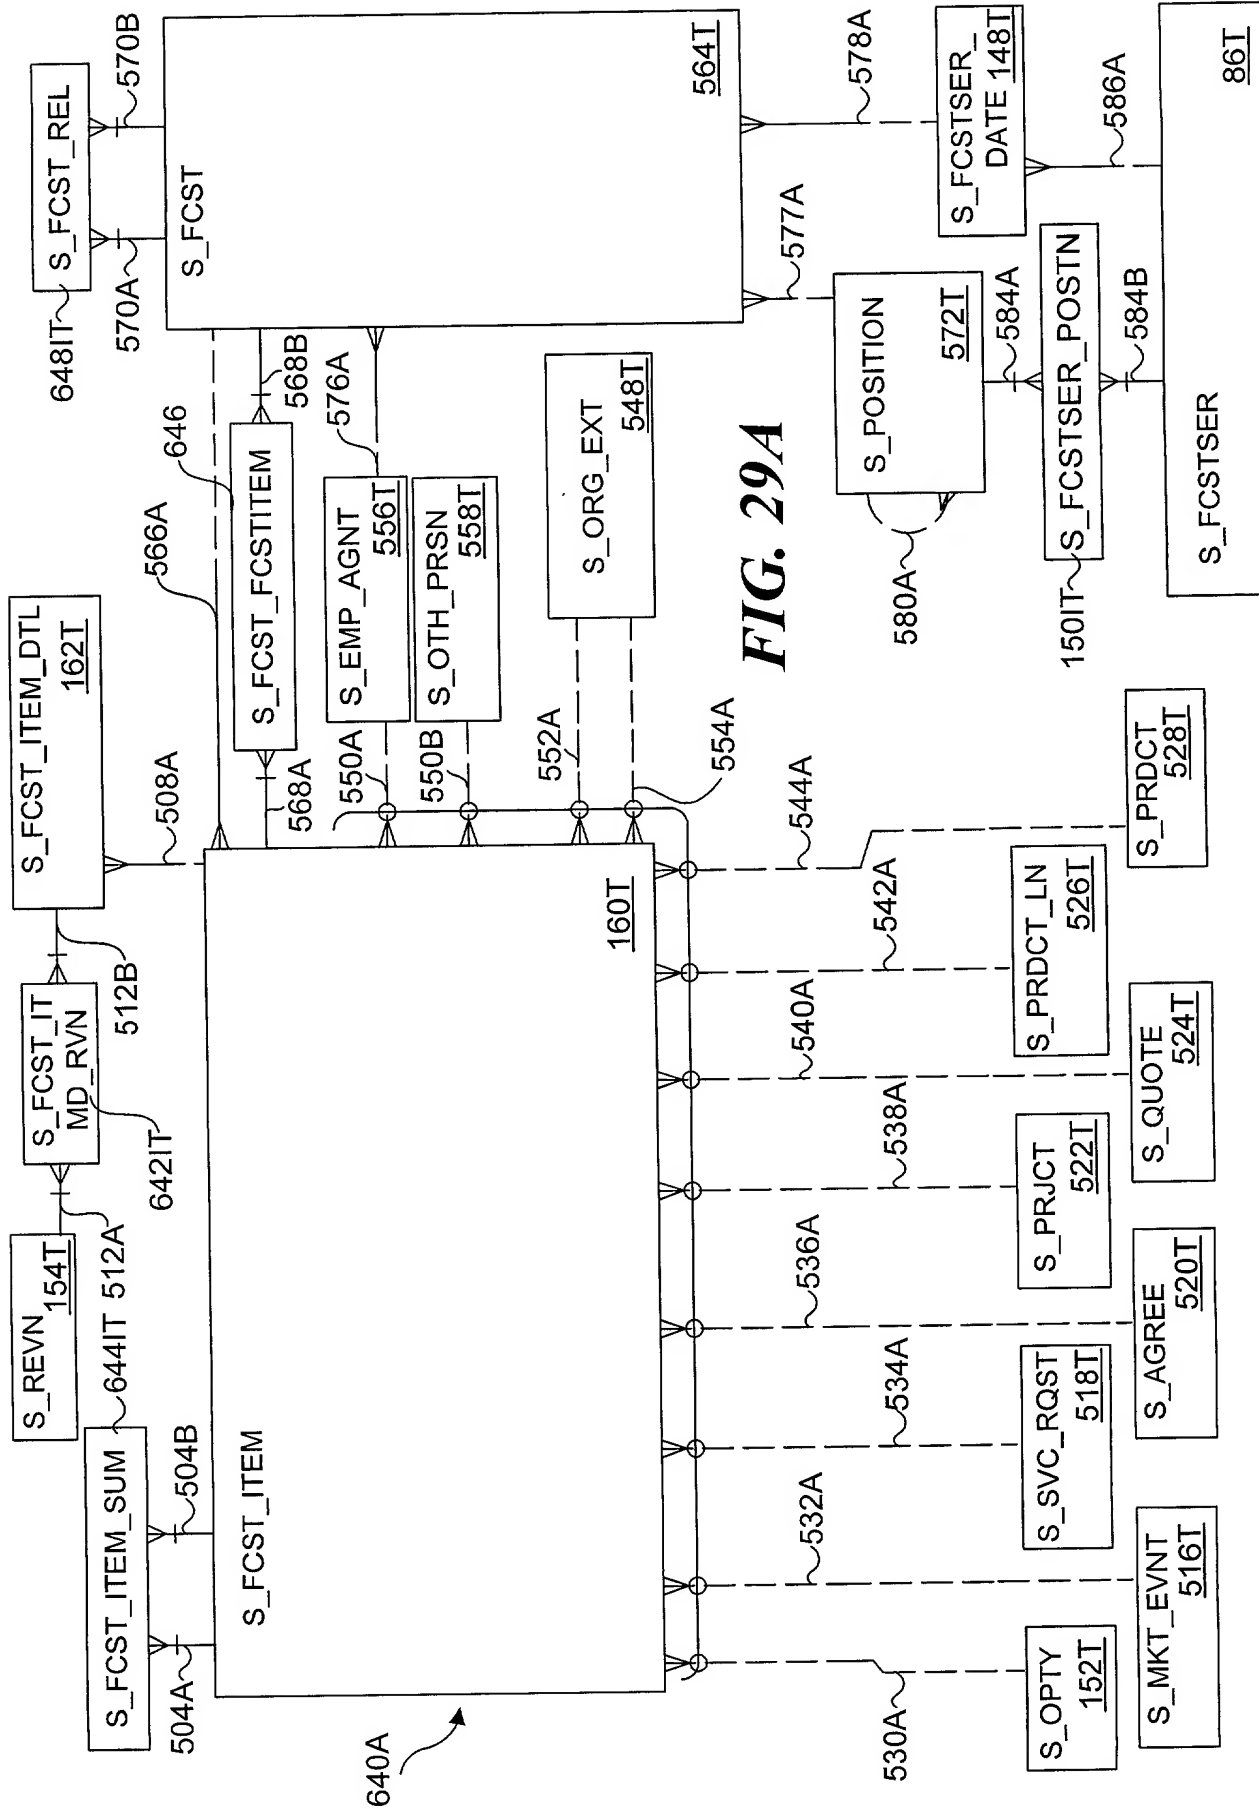 S_REVN
154T
512A
S_FCST_IT
MD_RVN
642IT
512B
S_FCST_ITEM_DTL
162T
508A
S_FCST_ITEM_SUM
644IT
504A
504B
S_FCST_ITEM
160T
640A
566A
646
S_FCST_FCSTITEM
568A
568B
648IT
S_FCST_REL
570A
570B
S_FCST
564T
S_EMP_AGNT
556T
550A
576A
S_OTH_PRSN
558T
550B
S_ORG_EXT
548T
552A
554A
FIG. 29A
577A
578A
S_POSITION
572T
580A
S_FCSTSER_
DATE 148T
584A
586A
150IT
S_FCSTSER_POSTN
584B
S_FCSTSER
86T
530A
532A
534A
536A
538A
540A
542A
544A
S_OPTY
152T
S_MKT_EVNT
516T
S_SVC_RQST
518T
S_AGREE
520T
S_PRJCT
522T
S_QUOTE
524T
S_PRDCT_LN
526T
S_PRDCT
528T